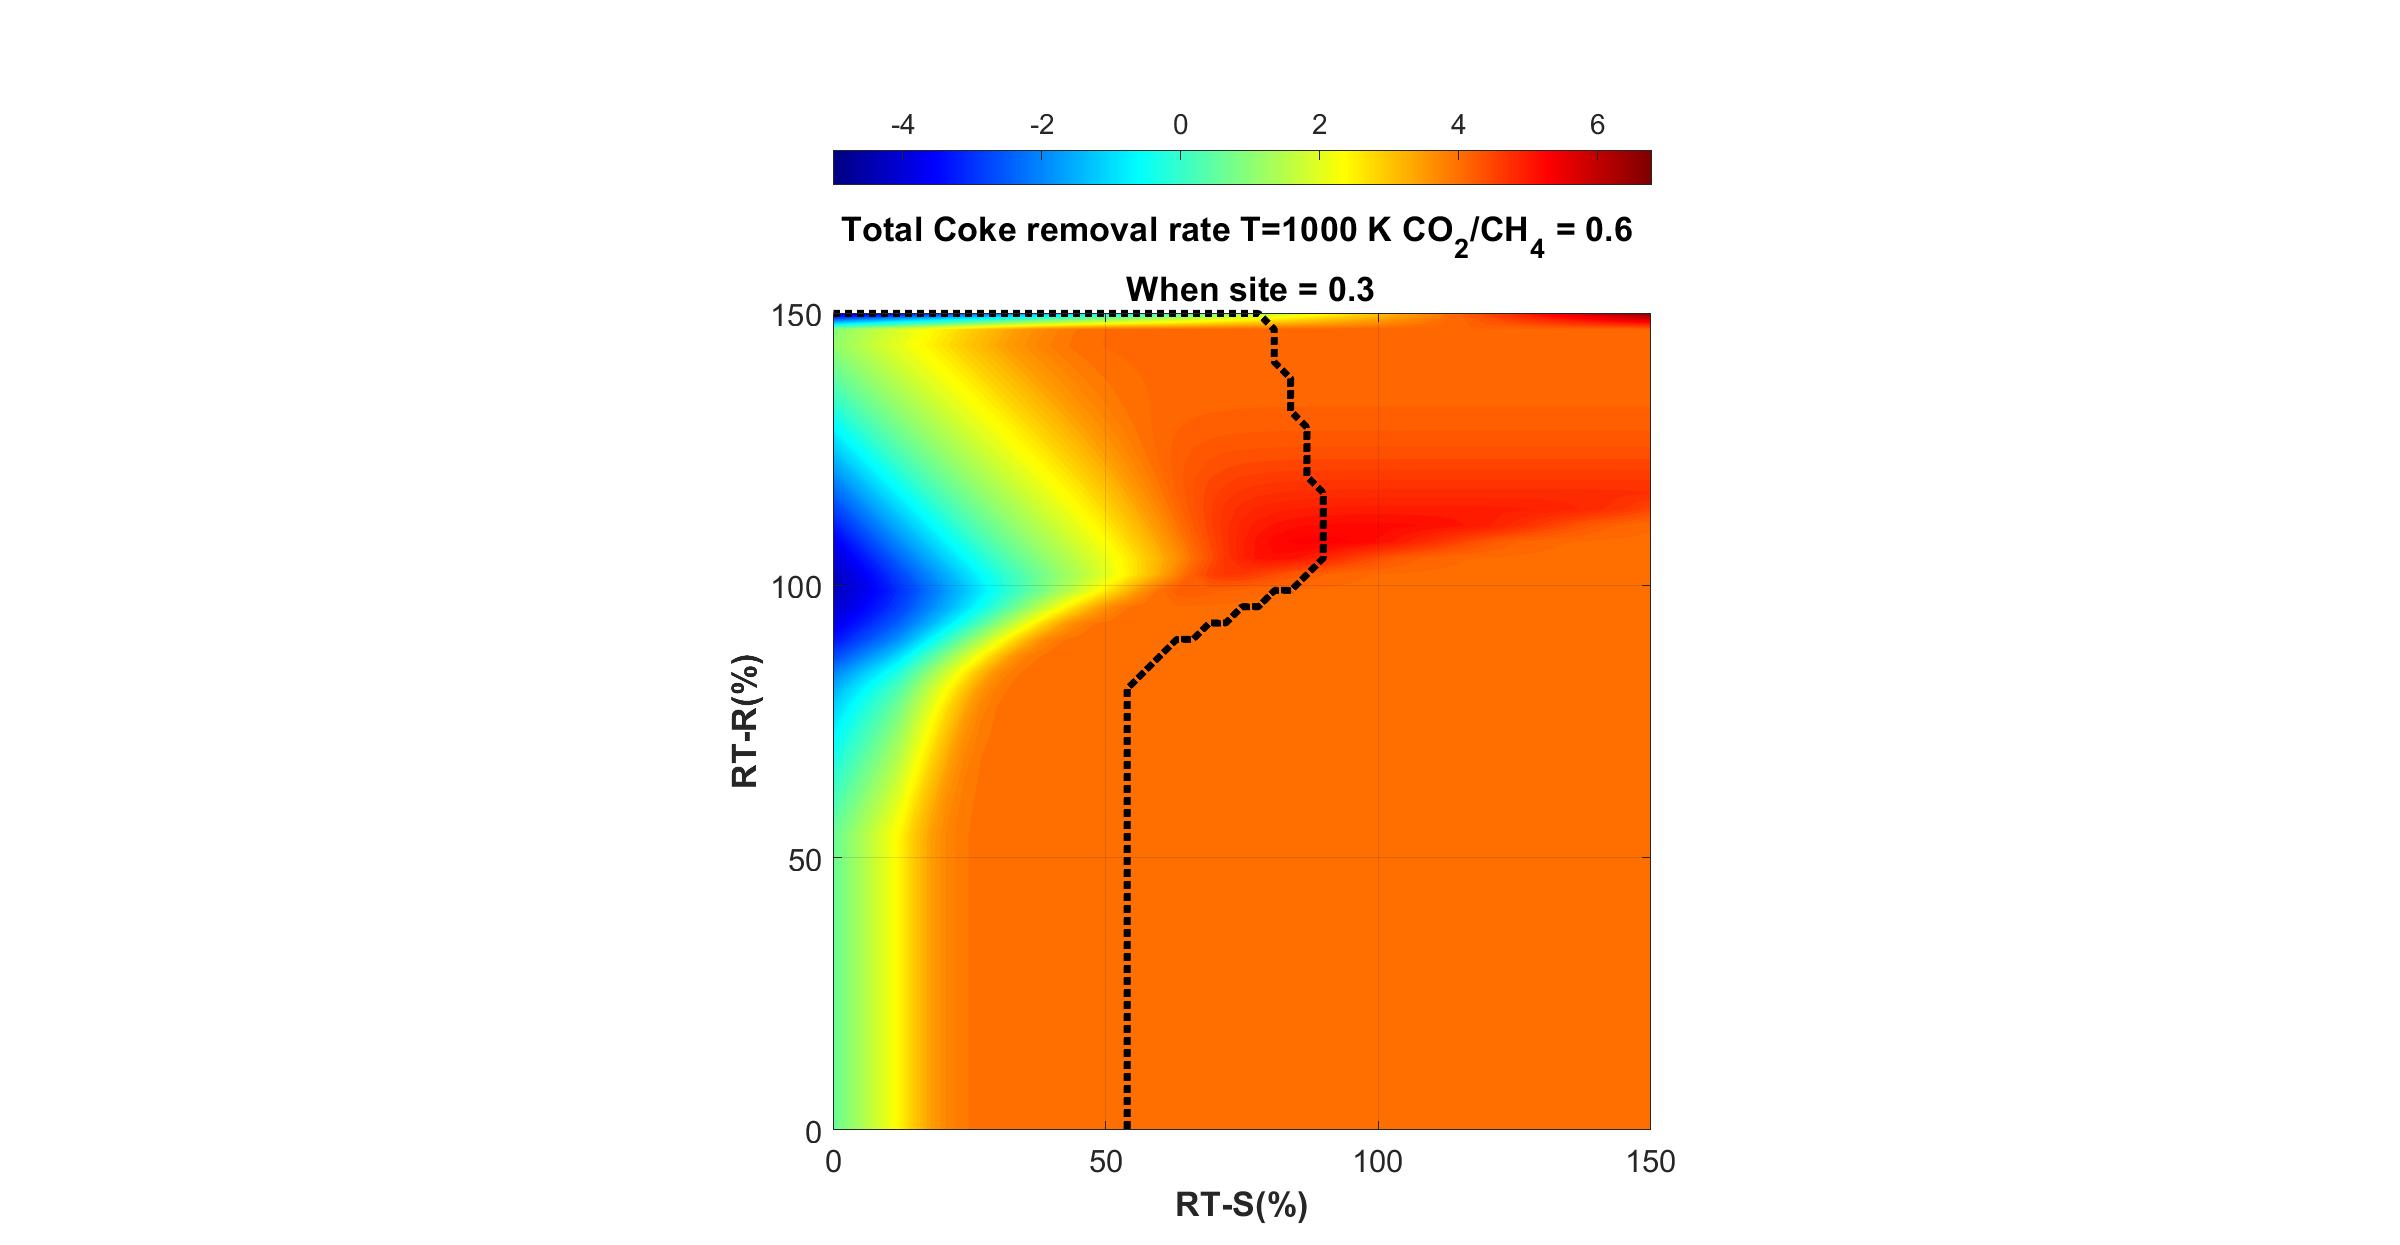 -4 -2 0 2 4 6
Total Coke removal rate T=1000 K CO₂/CH₄ = 0.6
When site = 0.3
150
100
50
0
RT-R(%)
0 50 100 150
RT-S(%)